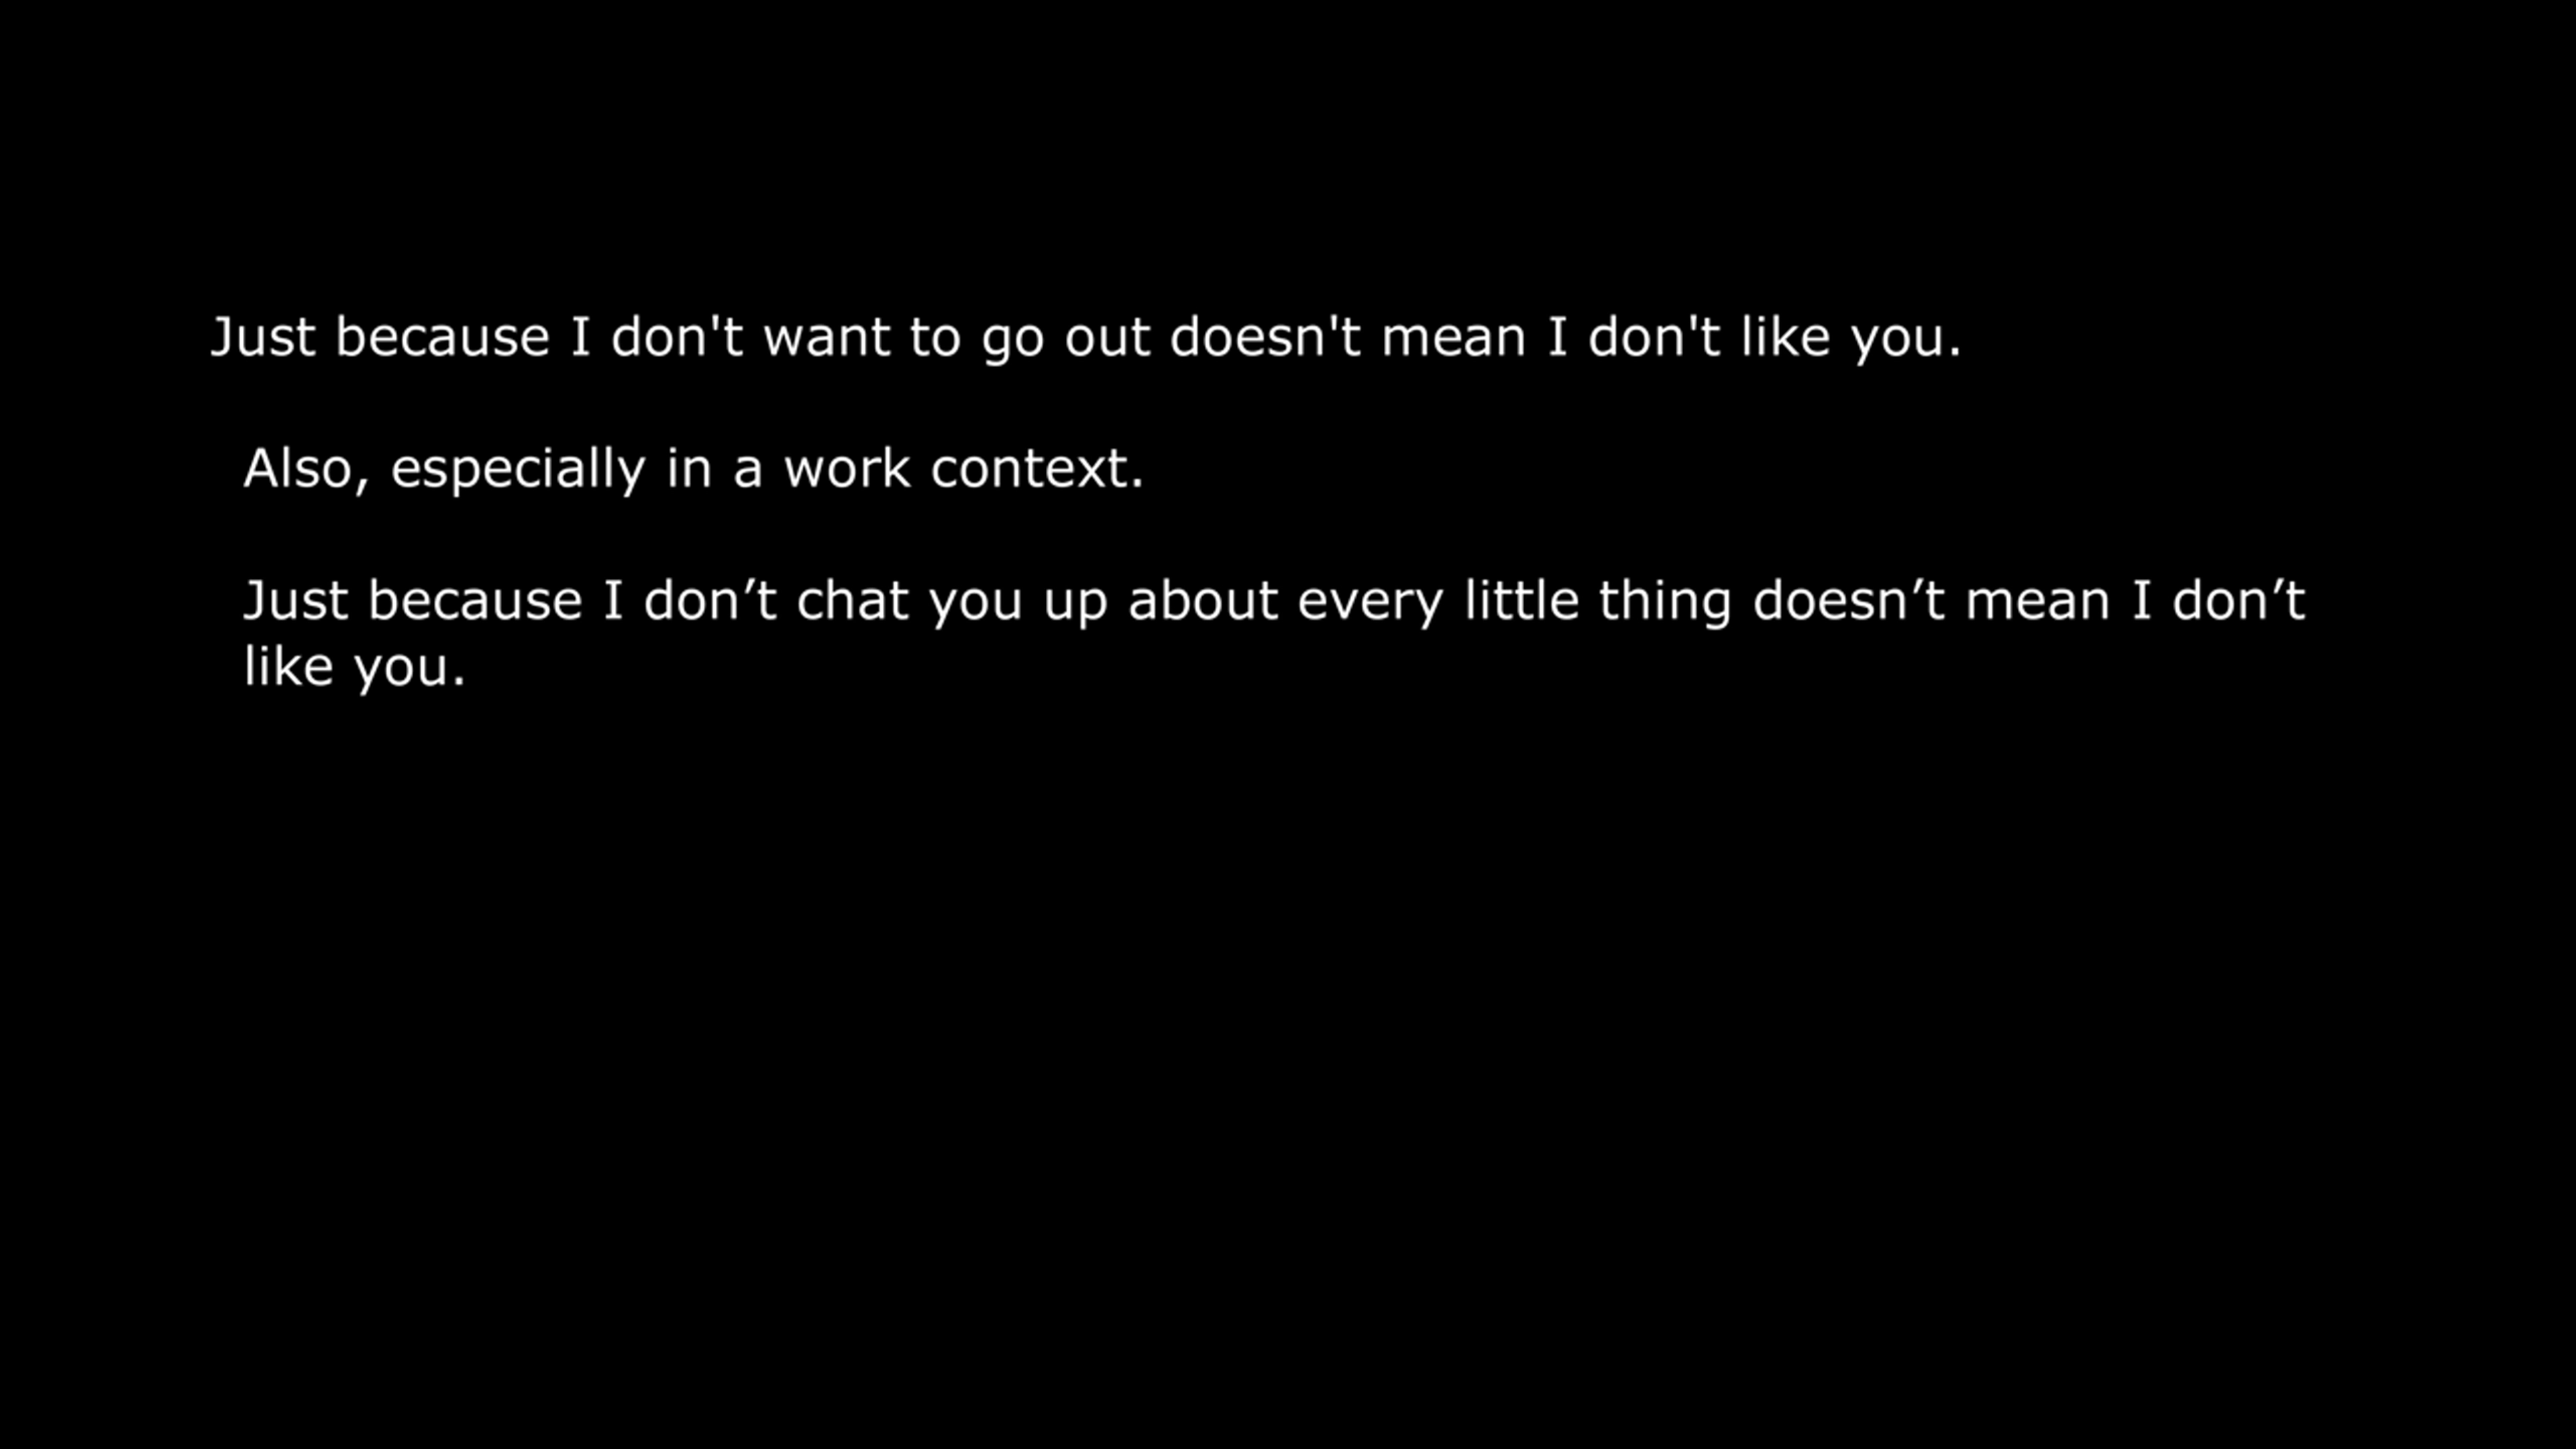 Just because I don't want to go out doesn't mean I don't like you.
Also, especially in a work context.
Just because I don’t chat you up about every little thing doesn’t mean I don’t
like you.